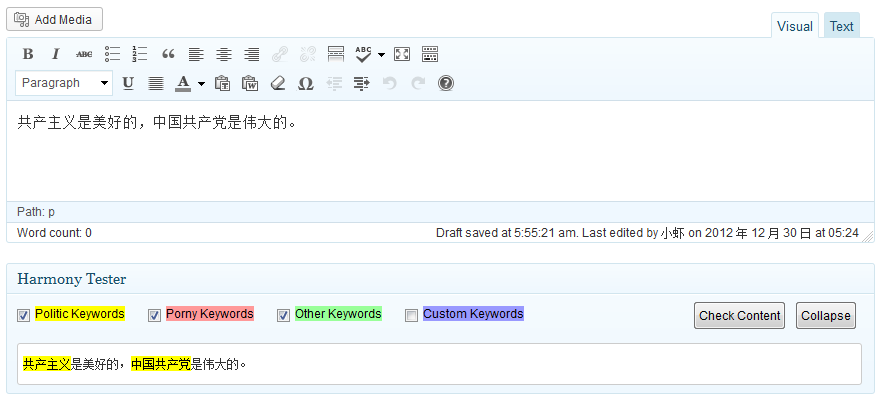 Add Media
Visual Text
B I ABC 1 2 3 ABC
Paragraph U A W Ω ?
共产主义是美好的，中国共产党是伟大的。
Path: p
Word count: 0 Draft saved at 5:55:21 am. Last edited by 小虾 on 2012 年 12 月 30 日 at 05:24
Harmony Tester
Politic Keywords Porny Keywords Other Keywords Custom Keywords Check Content Collapse
共产主义是美好的，中国共产党是伟大的。